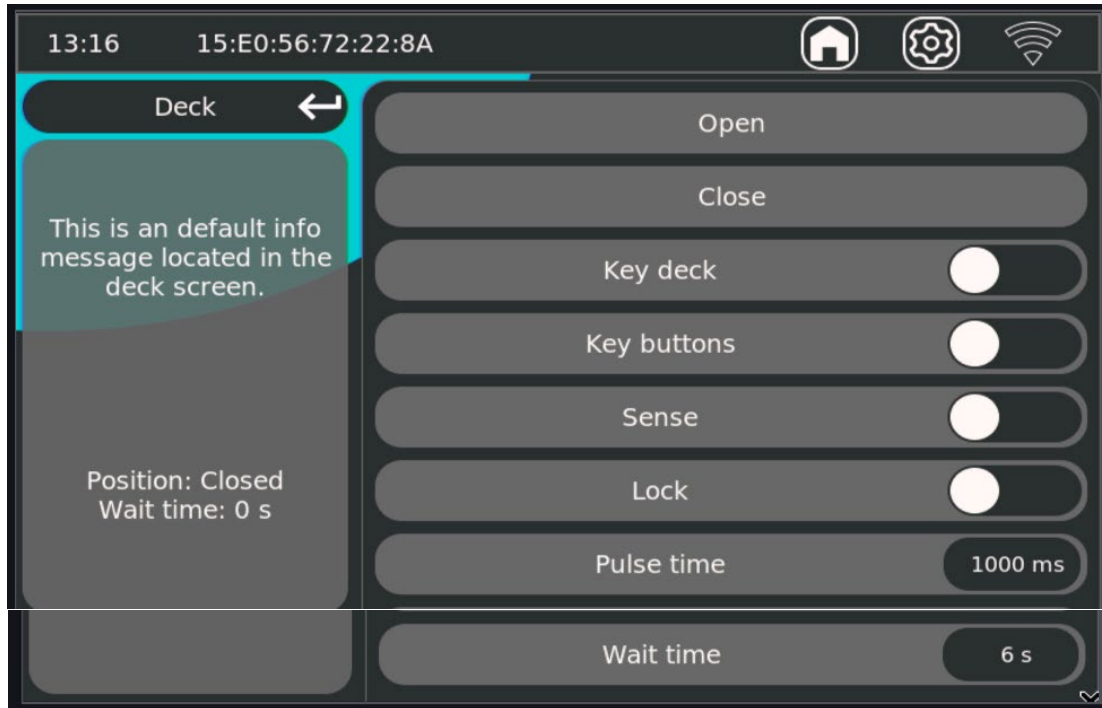 13:16 15:E0:56:72:22:8A
Deck
This is an default info
message located in the
deck screen.
Position: Closed
Wait time: 0 s
Open
Close
Key deck
Key buttons
Sense
Lock
Pulse time 1000 ms
Wait time 6 s